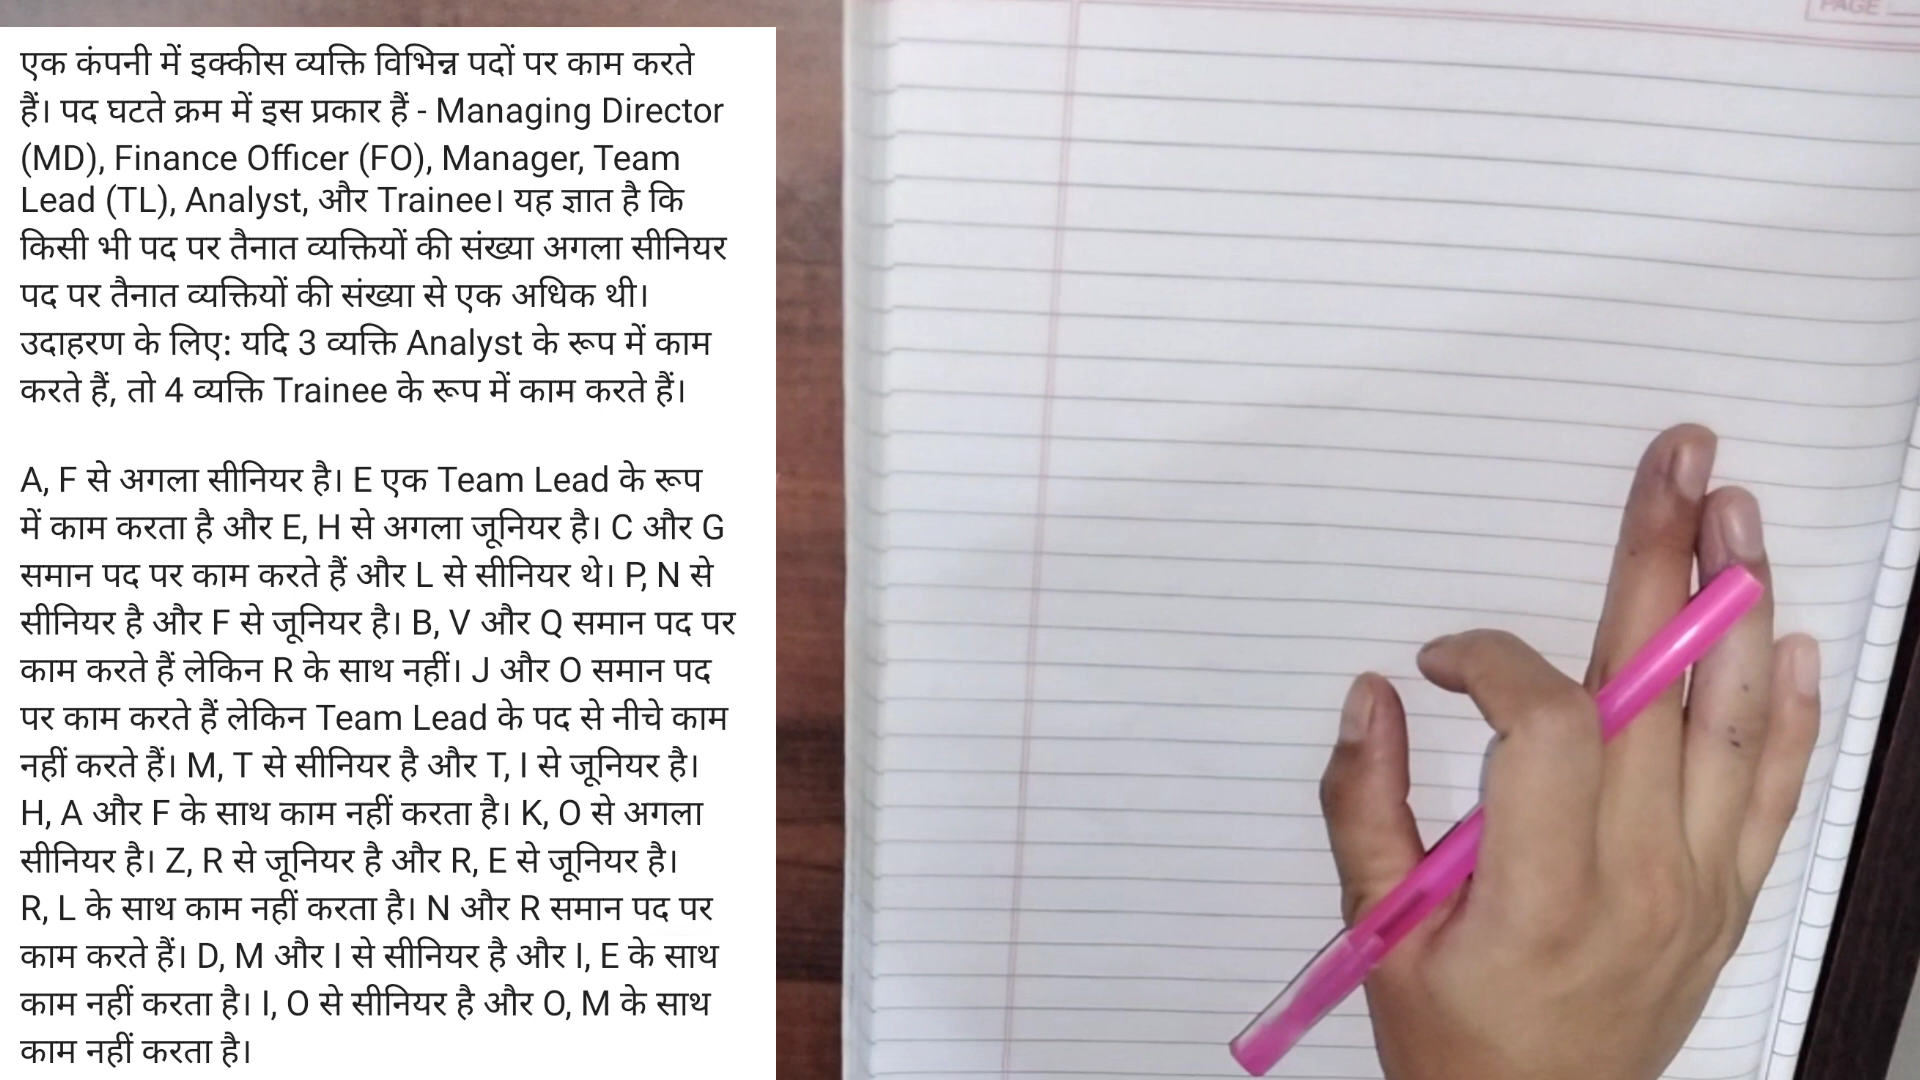 एक कंपनी में इक्कीस व्यक्ति विभिन्न पदों पर काम करते
हैं। पद घटते क्रम में इस प्रकार हैं - Managing Director
(MD), Finance Officer (FO), Manager, Team
Lead (TL), Analyst, और Trainee। यह ज्ञात है कि
किसी भी पद पर तैनात व्यक्तियों की संख्या अगला सीनियर
पद पर तैनात व्यक्तियों की संख्या से एक अधिक थी।
उदाहरण के लिए: यदि 3 व्यक्ति Analyst के रूप में काम
करते हैं, तो 4 व्यक्ति Trainee के रूप में काम करते हैं।
A, F से अगला सीनियर है। E एक Team Lead के रूप
में काम करता है और E, H से अगला जूनियर है। C और G
समान पद पर काम करते हैं और L से सीनियर थे। P, N से
सीनियर है और F से जूनियर है। B, V और Q समान पद पर
काम करते हैं लेकिन R के साथ नहीं। J और O समान पद
पर काम करते हैं लेकिन Team Lead के पद से नीचे काम
नहीं करते हैं। M, T से सीनियर है और T, I से जूनियर है।
H, A और F के साथ काम नहीं करता है। K, O से अगला
सीनियर है। Z, R से जूनियर है और R, E से जूनियर है।
R, L के साथ काम नहीं करता है। N और R समान पद पर
काम करते हैं। D, M और I से सीनियर है और I, E के साथ
काम नहीं करता है। I, O से सीनियर है और O, M के साथ
काम नहीं करता है।
PAGE